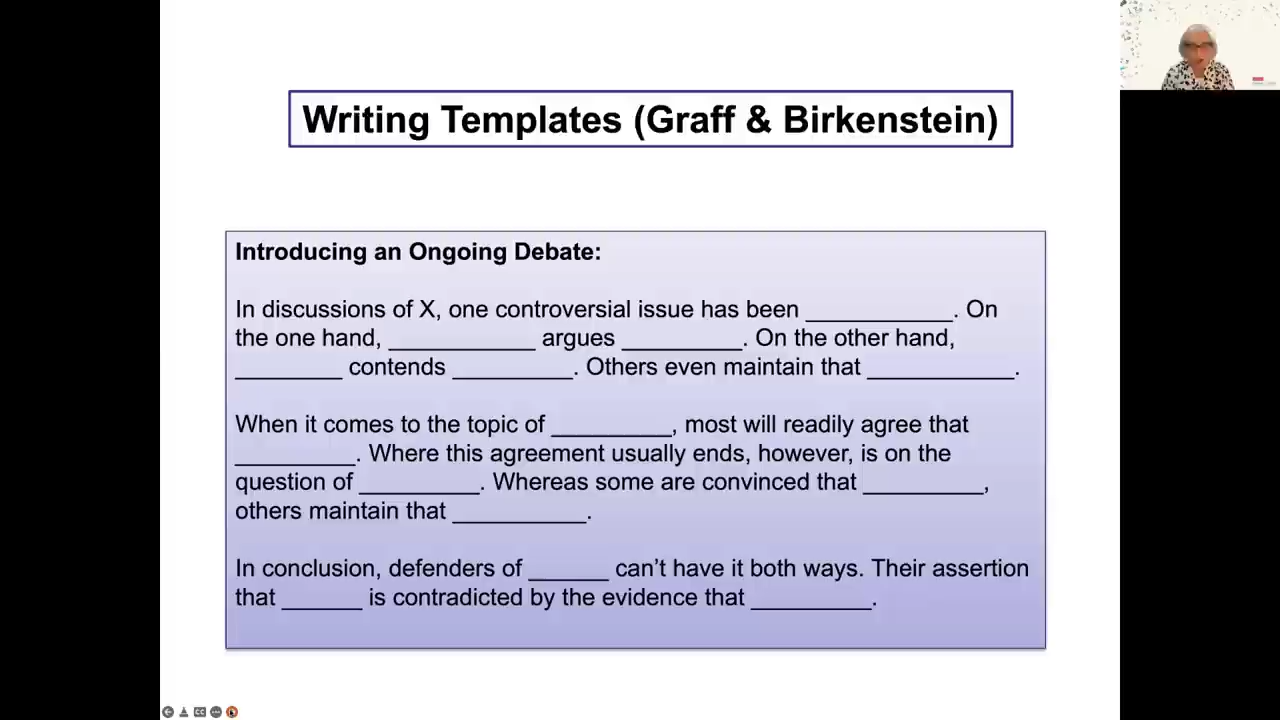 Writing Templates (Graff & Birkenstein)
Introducing an Ongoing Debate:
In discussions of X, one controversial issue has been ___________. On
the one hand, ___________ argues _________. On the other hand,
________ contends _________. Others even maintain that ___________.
When it comes to the topic of _________, most will readily agree that
_________. Where this agreement usually ends, however, is on the
question of _________. Whereas some are convinced that _________,
others maintain that __________.
In conclusion, defenders of ______ can’t have it both ways. Their assertion
that ______ is contradicted by the evidence that _________.
CC